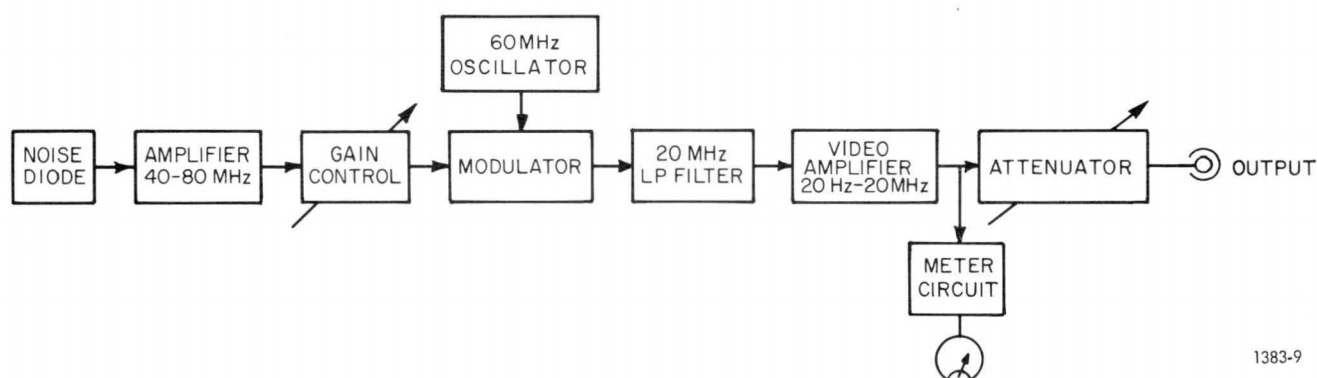 60MHz
OSCILLATOR
NOISE
DIODE
AMPLIFIER
40-80 MHz
GAIN
CONTROL
MODULATOR
20 MHz
LP FILTER
VIDEO
AMPLIFIER
20 Hz-20MHz
ATTENUATOR
OUTPUT
METER
CIRCUIT
1383-9